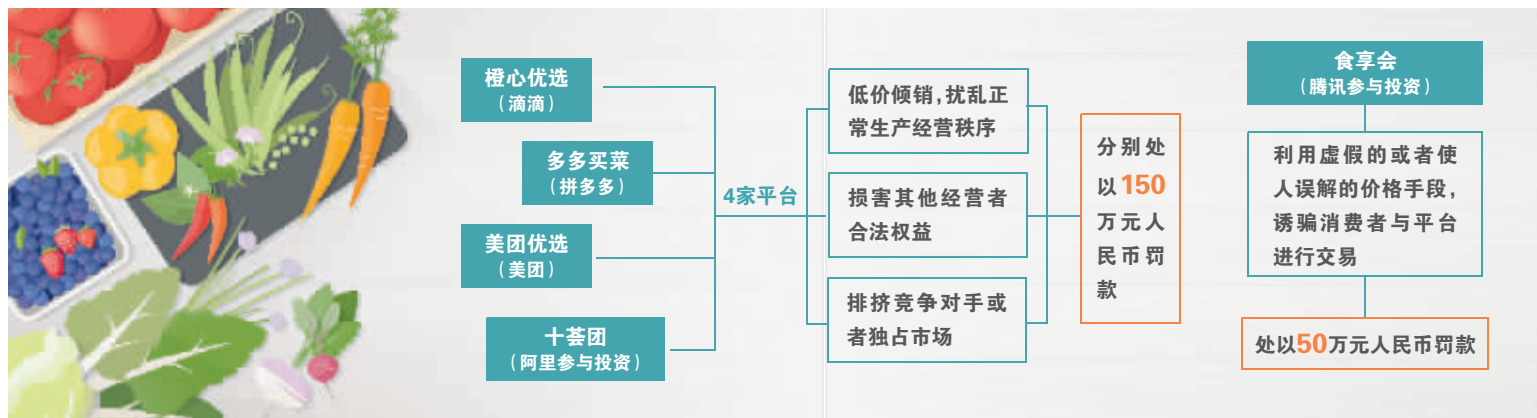 橙心优选
（滴滴）
多多买菜
（拼多多）
美团优选
（美团）
十荟团
（阿里参与投资）
4家平台
低价倾销,扰乱正
常生产经营秩序
损害其他经营者
合法权益
排挤竞争对手或
者独占市场
分别处
以150
万元人
民币罚
款
食享会
（腾讯参与投资）
利用虚假的或者使
人误解的价格手段,
诱骗消费者与平台
进行交易
处以50万元人民币罚款